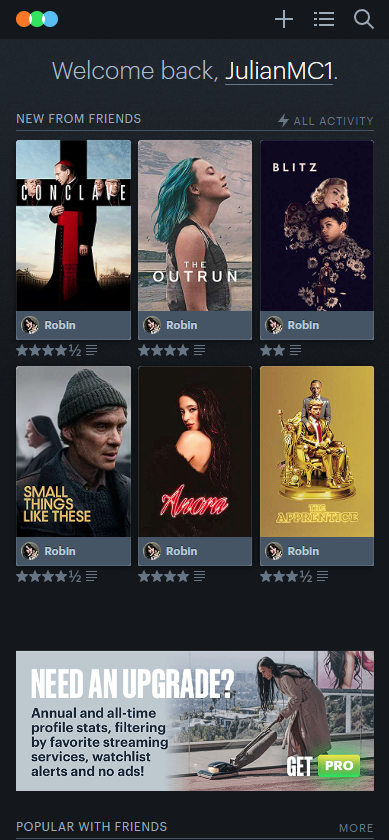 Welcome back, JulianMC1.
NEW FROM FRIENDS
ALL ACTIVITY
CONCLAVE
THE
OUTRUN
BLITZ
Robin
Robin
Robin
★★★★½
★★★★
★★
SMALL
THINGS
LIKE THESE
Anora
THE
APPRENTICE
Robin
Robin
Robin
★★★★½
★★★★
★★★½
NEED AN UPGRADE?
Annual and all-time
profile stats, filtering
by favorite streaming
services, watchlist
alerts and no ads!
GET PRO
POPULAR WITH FRIENDS
MORE